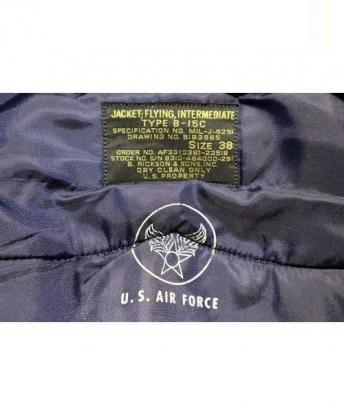 JACKET, FLYING, INTERMEDIATE
TYPE B-15C
SPECIFICATION NO. MIL-J-6251
DRAWING NO. 51B3565
SIZE 38
ORDER NO. AF33(038)-22518
STOCK NO. S/N 8310-484000-251
B. RICKSON & SONS, INC.
DRY CLEAN ONLY
U.S. PROPERTY
U. S. AIR FORCE